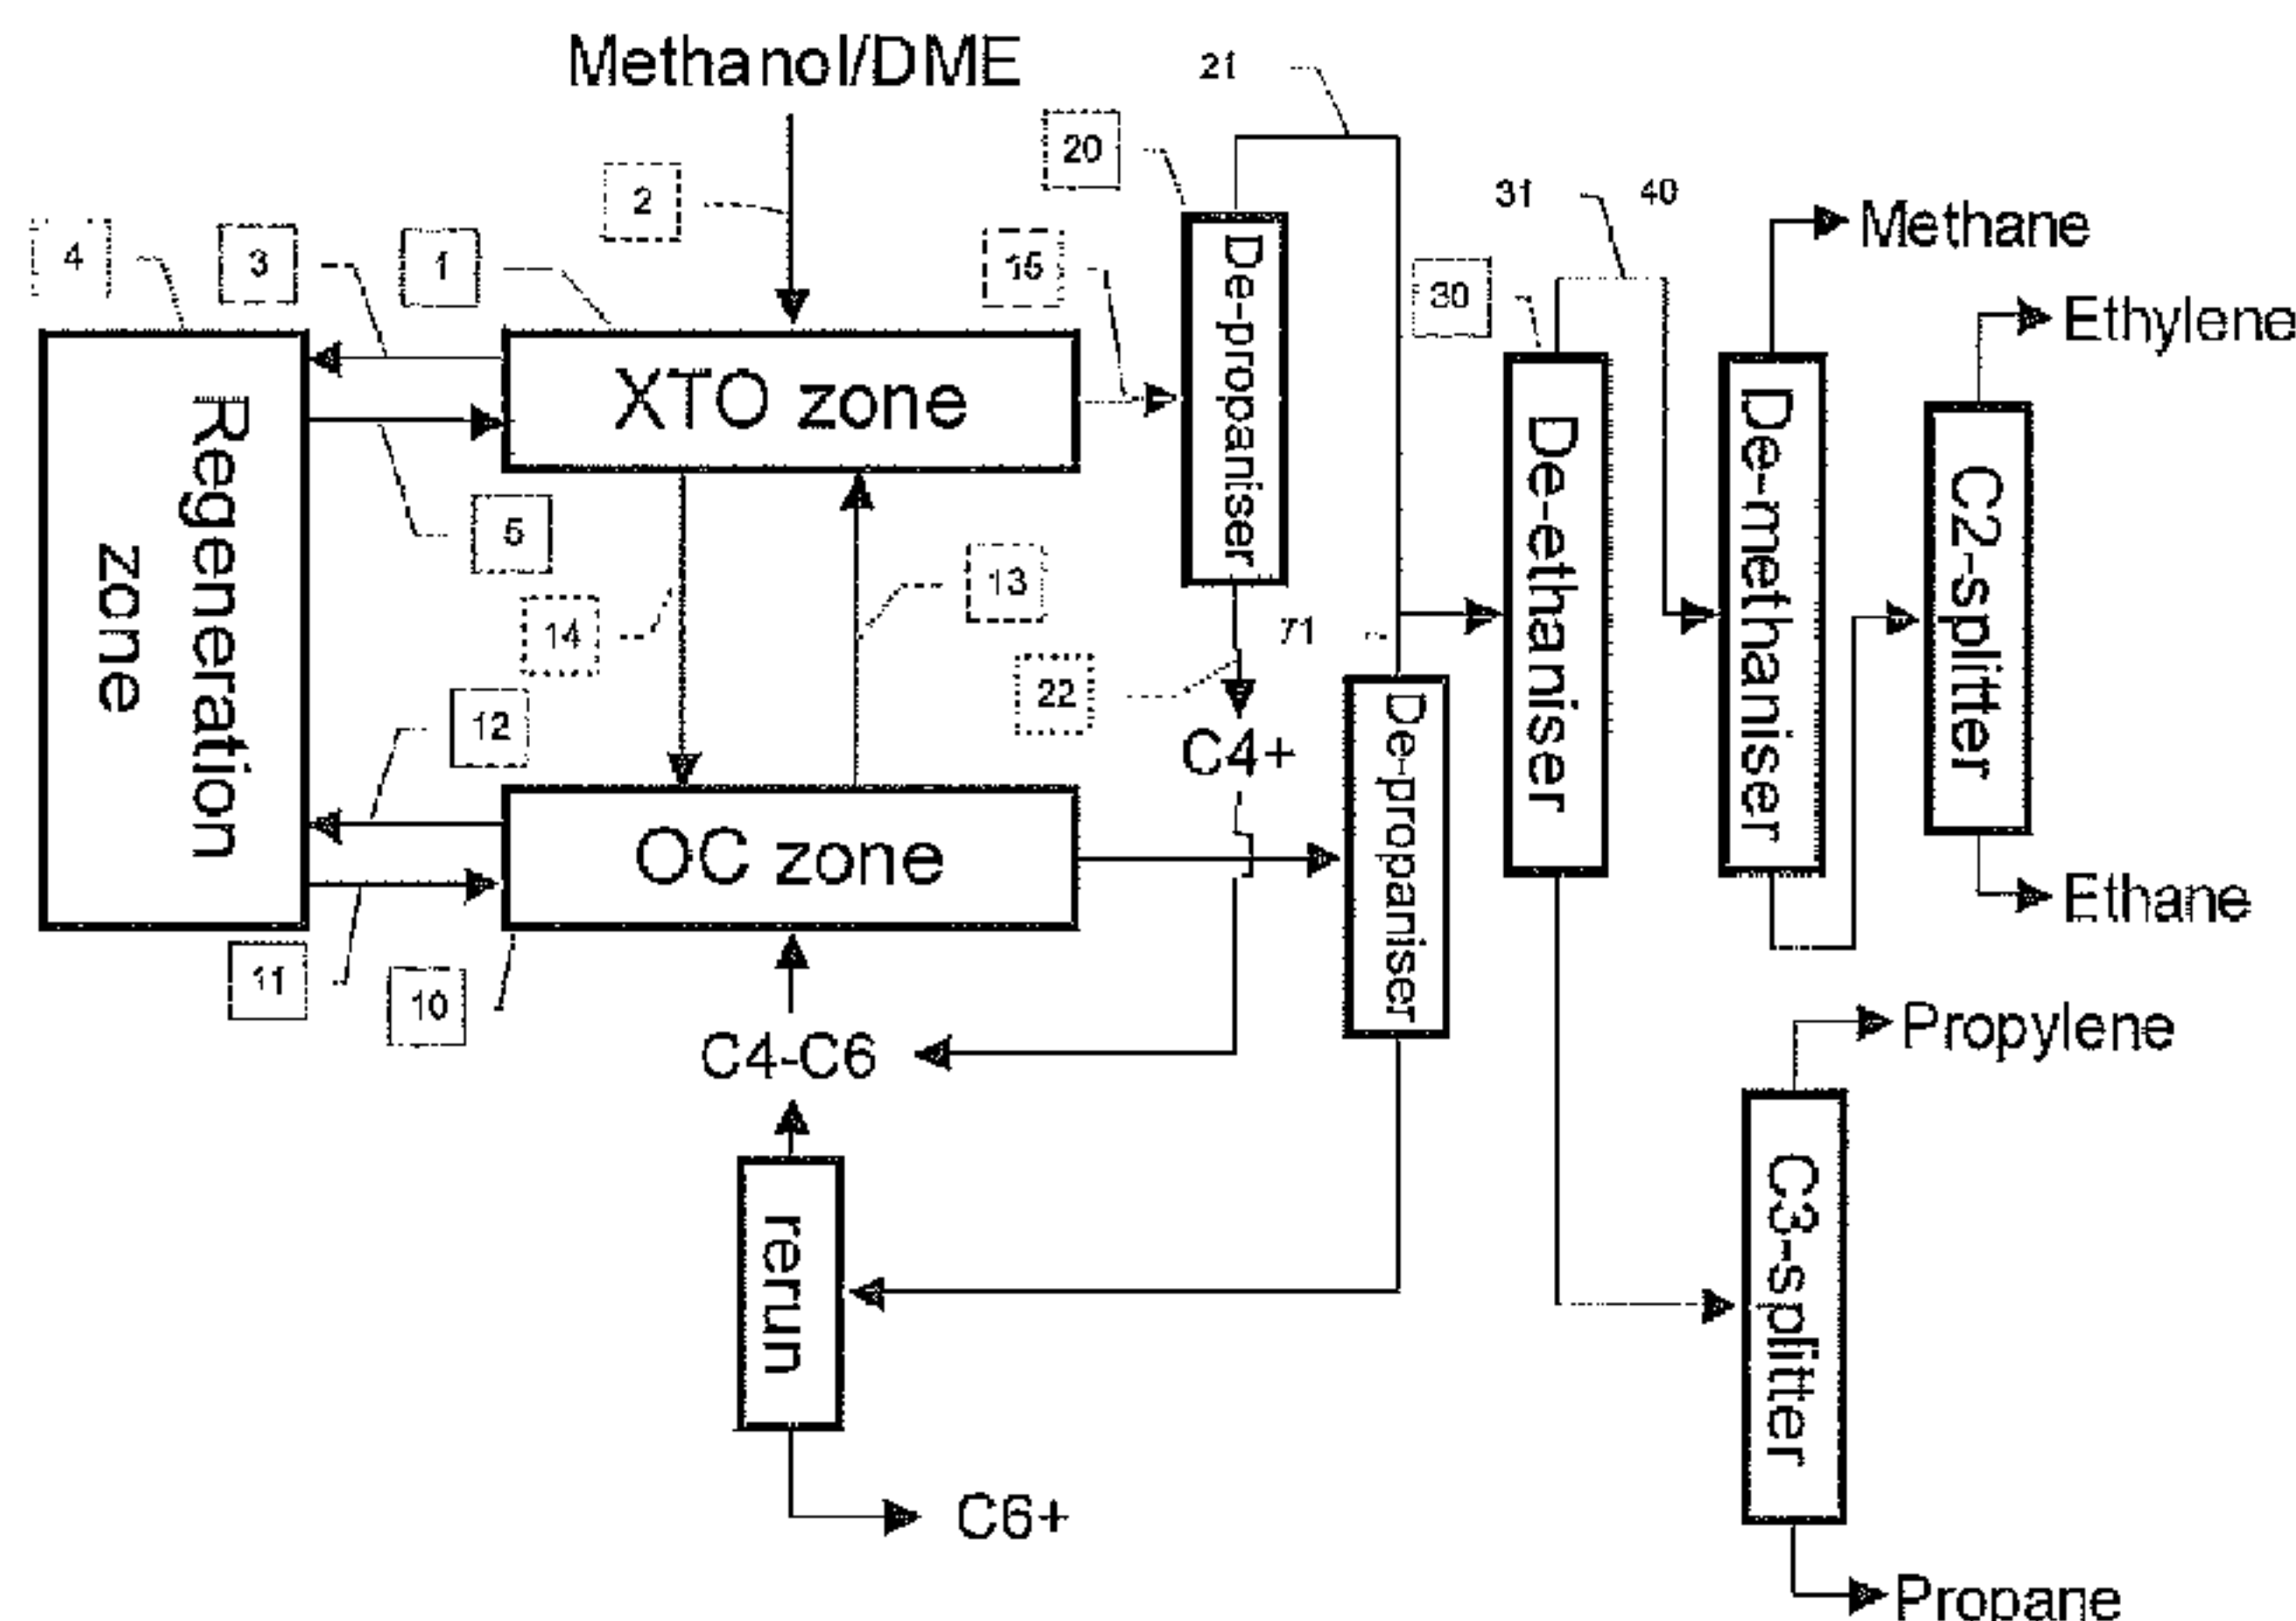 Methanol/DME
21
20
2
31
40
Methane
4
3
1
15
30
Ethylene
De-propaniser
XTO zone
Regeneration
zone
De-ethaniser
De-methaniser
C2-splitter
5
13
14
71
22
12
C4+
De-propaniser
OC zone
Ethane
11
10
C4-C6
Propylene
rerun
C3-splitter
C6+
Propane